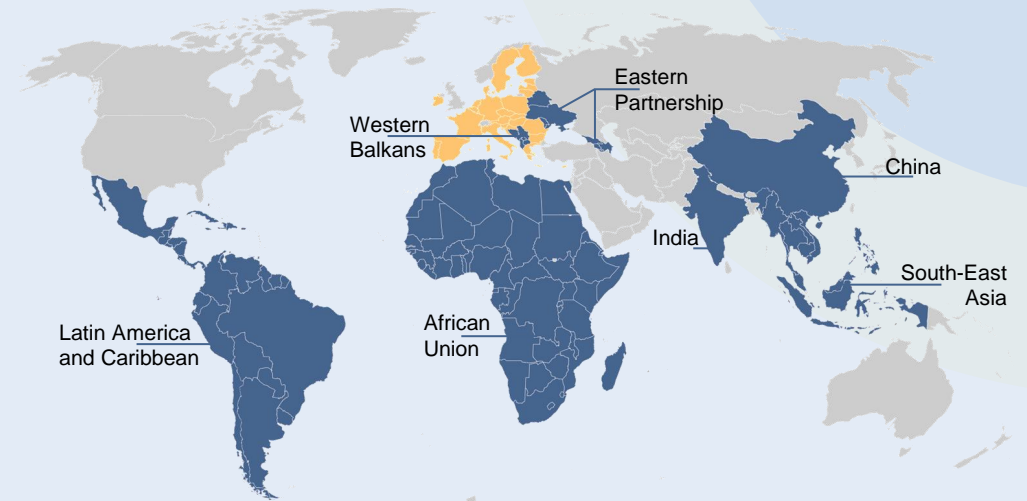 Eastern
Partnership
Western
Balkans
China
India
South-East
Asia
African
Union
Latin America
and Caribbean